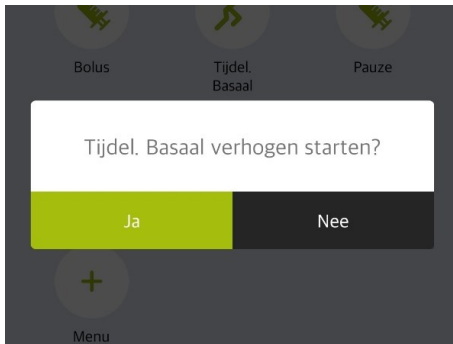 Bolus
Tijdel. Basaal
Pauze
Tijdel. Basaal verhogen starten?
Ja
Nee
Menu